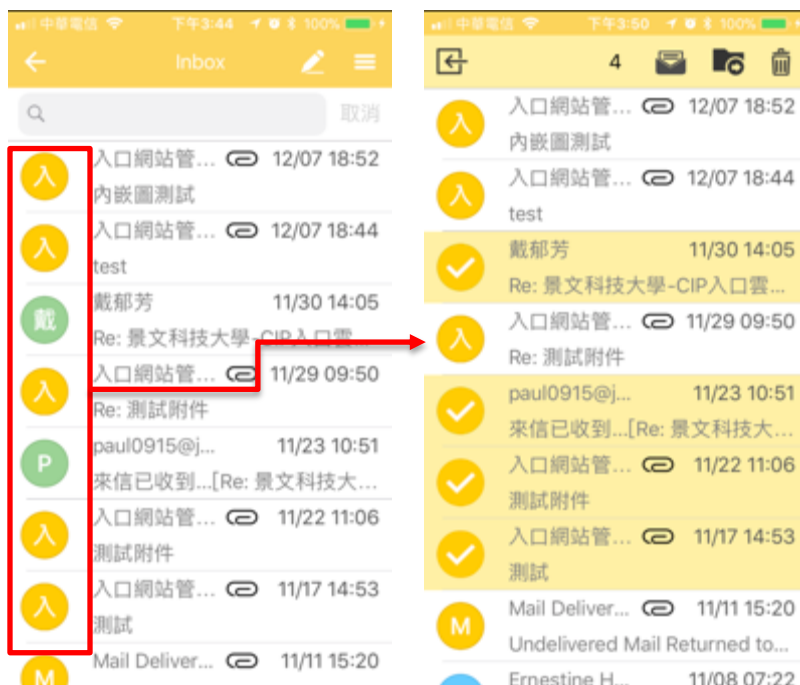 中華電信 下午3:44 100%
Inbox
取消
入 入口網站管... 12/07 18:52
內嵌圖測試
入 入口網站管... 12/07 18:44
test
戴 戴郁芳 11/30 14:05
Re: 景文科技大學-CIP入口雲...
入 入口網站管... 11/29 09:50
Re: 測試附件
P paul0915@j... 11/23 10:51
來信已收到...[Re: 景文科技大...
入 入口網站管... 11/22 11:06
測試附件
入 入口網站管... 11/17 14:53
測試
M Mail Deliver... 11/11 15:20
中華電信 下午3:50 100%
4
入 入口網站管... 12/07 18:52
內嵌圖測試
入 入口網站管... 12/07 18:44
test
戴郁芳 11/30 14:05
Re: 景文科技大學-CIP入口雲...
入 入口網站管... 11/29 09:50
Re: 測試附件
paul0915@j... 11/23 10:51
來信已收到...[Re: 景文科技大...
入口網站管... 11/22 11:06
測試附件
入口網站管... 11/17 14:53
測試
M Mail Deliver... 11/11 15:20
Undelivered Mail Returned to...
Ernestine H... 11/08 07:22